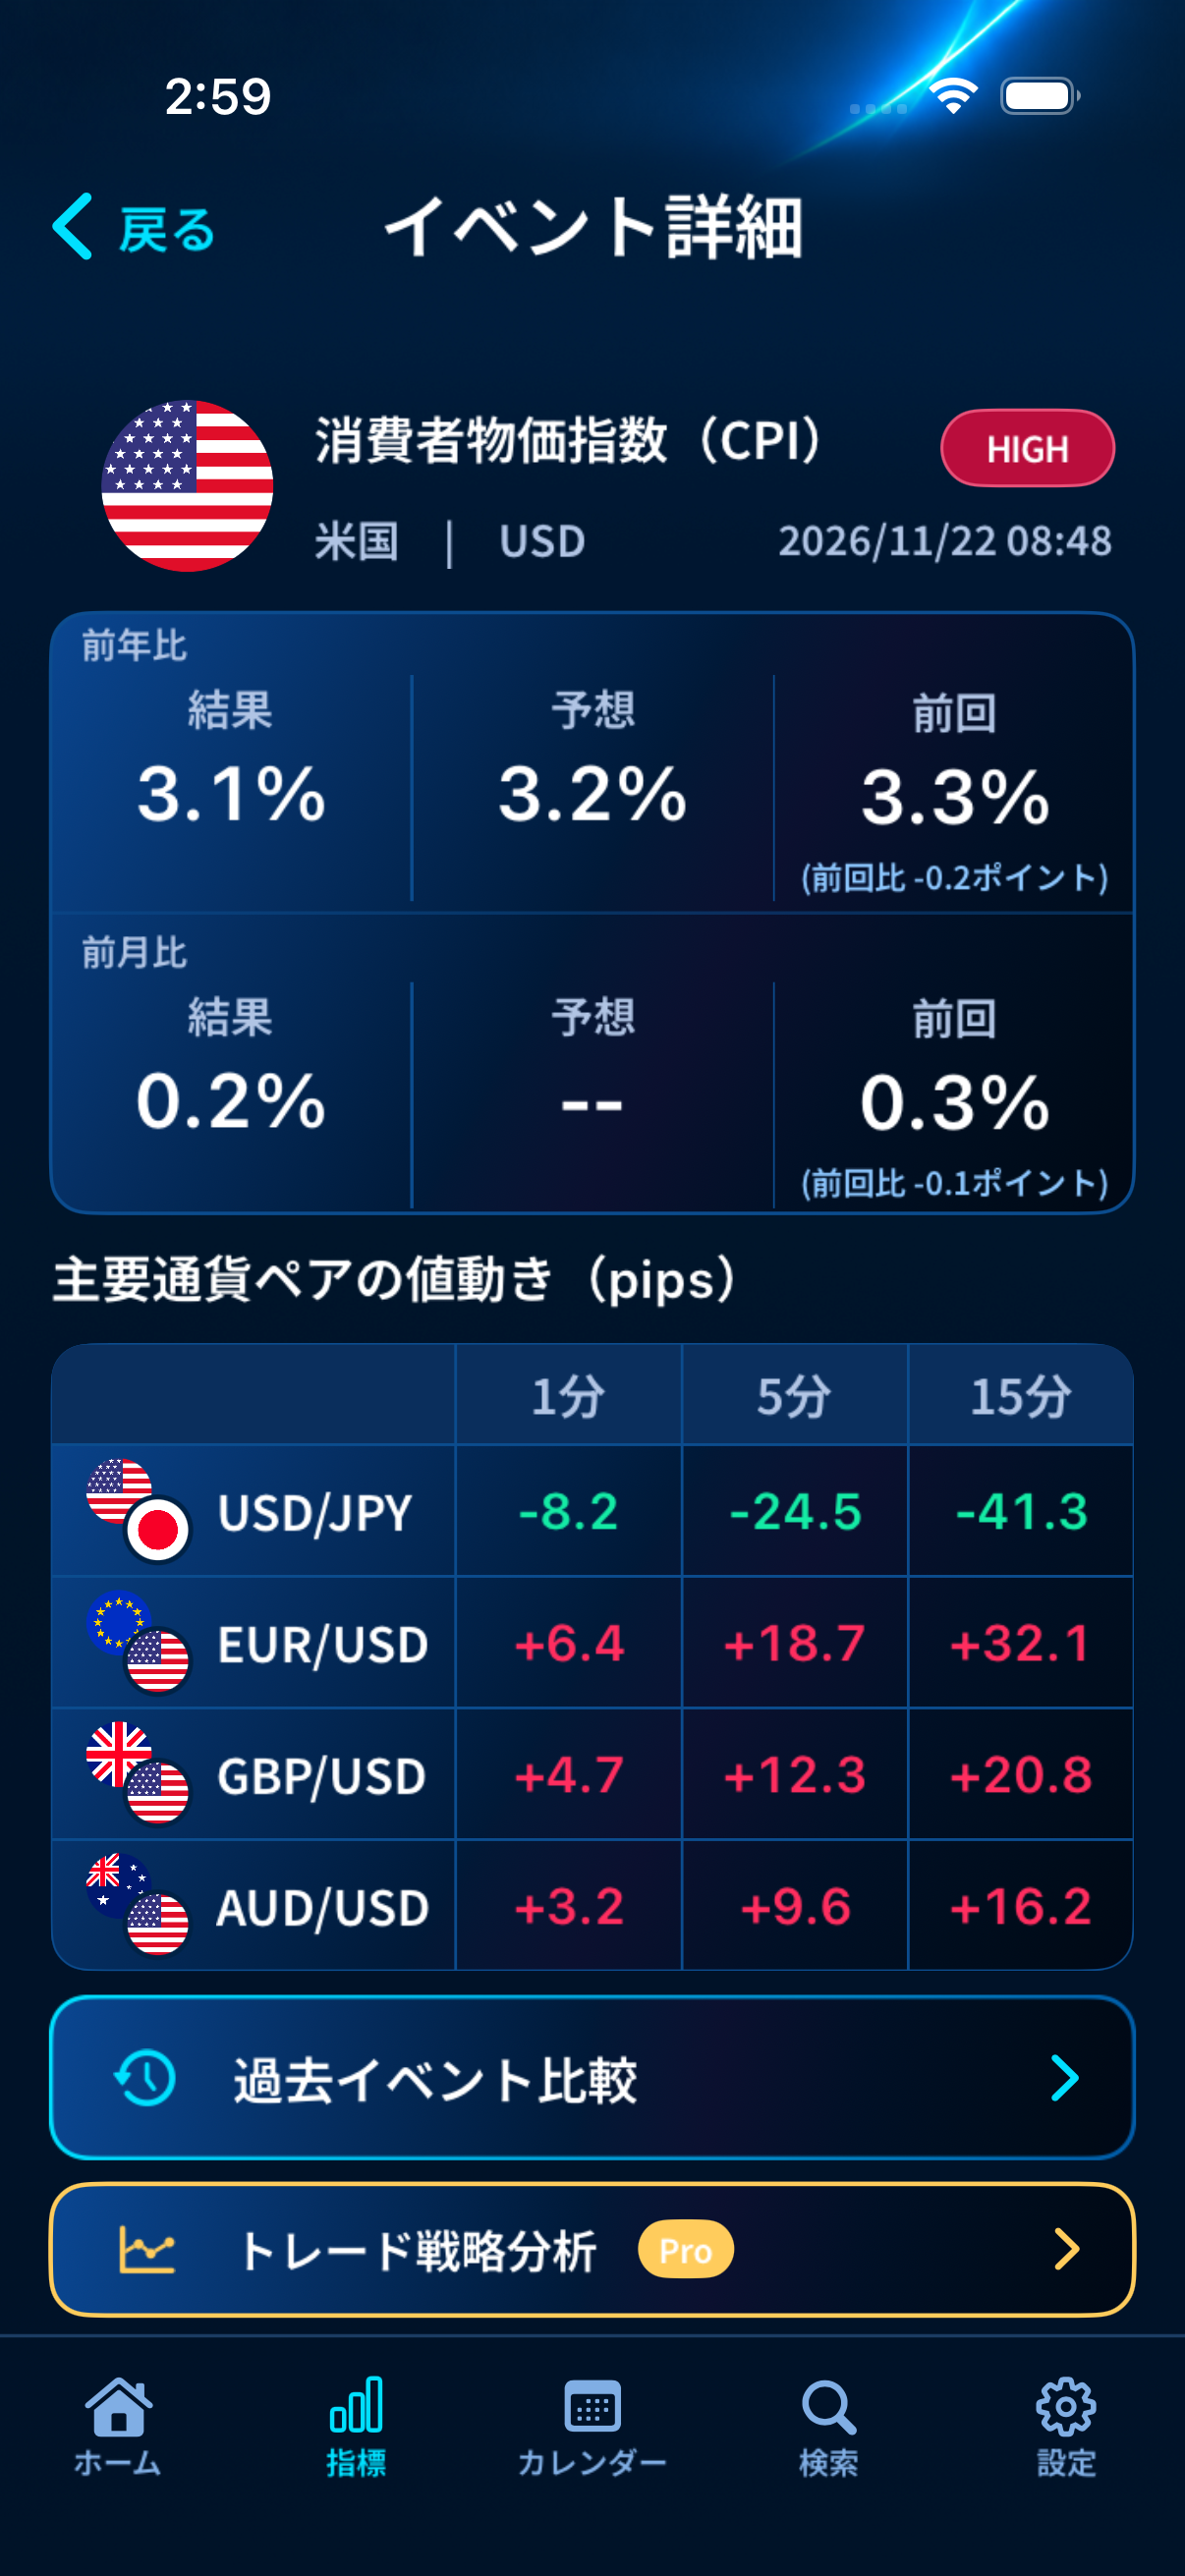 2:59
戻る
イベント詳細
消費者物価指数（CPI）
HIGH
米国 | USD
2026/11/22 08:48
前年比
結果 予想 前回
3.1% 3.2% 3.3%
(前回比 -0.2ポイント)
前月比
結果 予想 前回
0.2% -- 0.3%
(前回比 -0.1ポイント)
主要通貨ペアの値動き（pips）
1分 5分 15分
USD/JPY -8.2 -24.5 -41.3
EUR/USD +6.4 +18.7 +32.1
GBP/USD +4.7 +12.3 +20.8
AUD/USD +3.2 +9.6 +16.2
過去イベント比較
トレード戦略分析 Pro
ホーム 指標 カレンダー 検索 設定